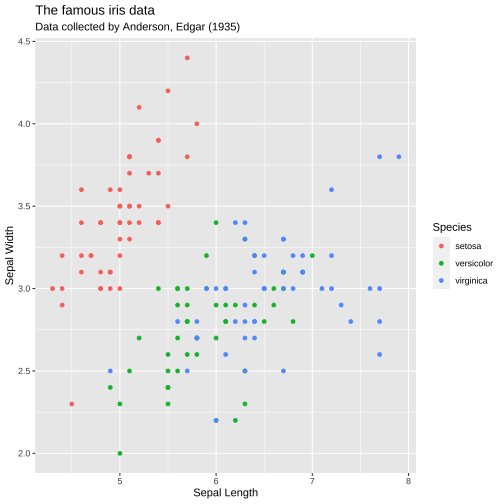 The famous iris data
Data collected by Anderson, Edgar (1935)
4.5
4.0
3.5
3.0
2.5
2.0
Sepal Width
5
6
7
8
Sepal Length
Species
setosa
versicolor
virginica